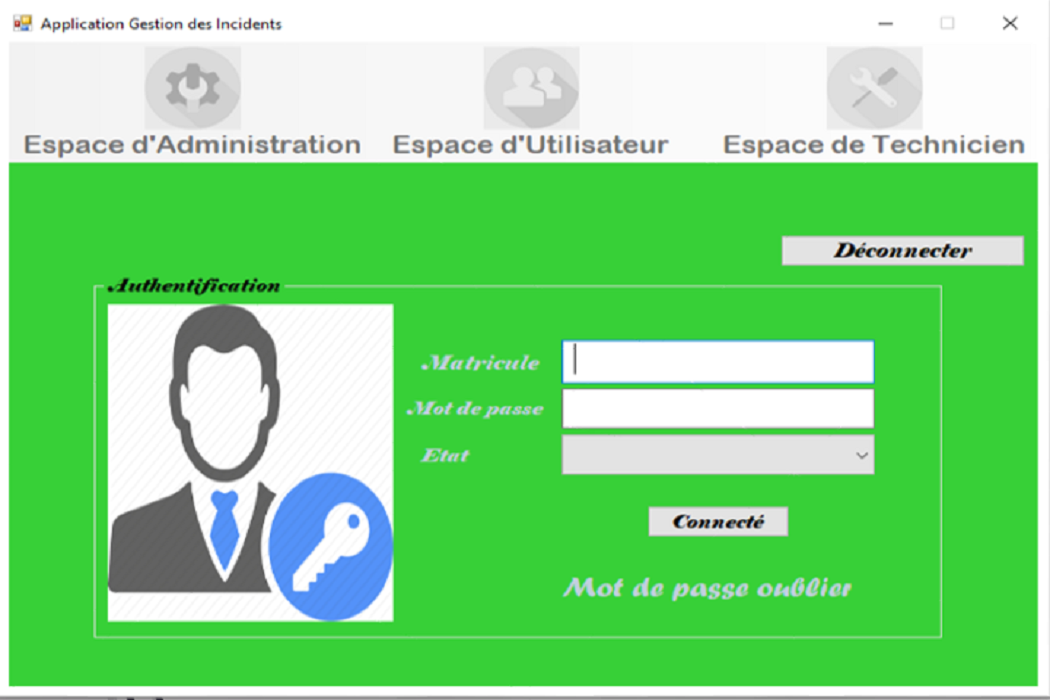 Application Gestion des Incidents
Espace d'Administration Espace d'Utilisateur Espace de Technicien
Déconnecter
Authentification
Matricule
Mot de passe
Etat
Connecté
Mot de passe oublier